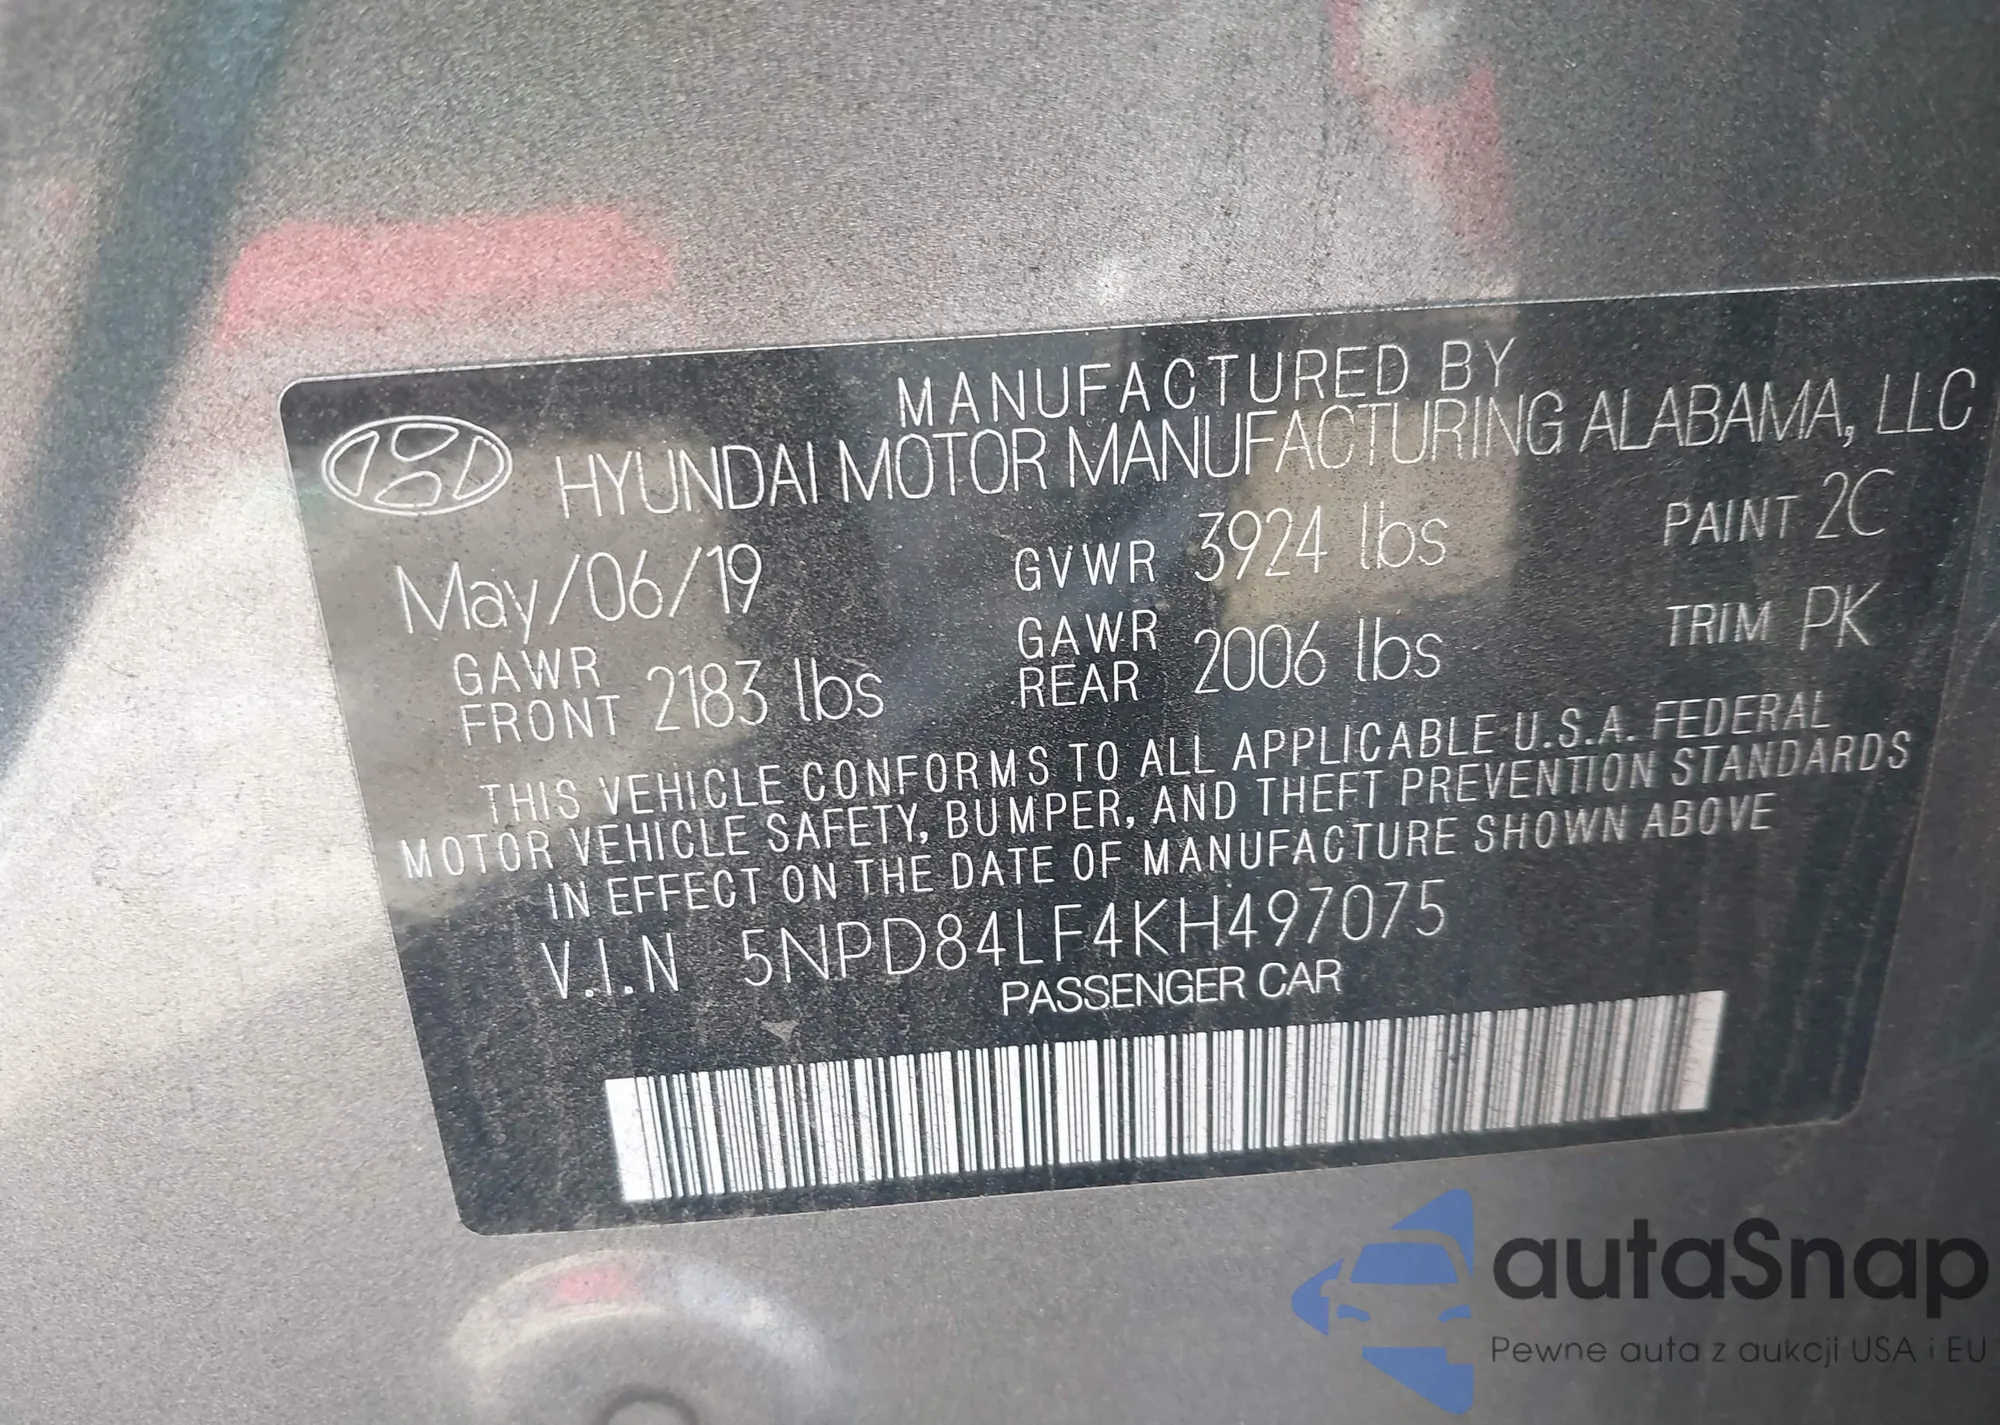 MANUFACTURED BY
HYUNDAI MOTOR MANUFACTURING ALABAMA, LLC
May/06/19 GVWR 3924 lbs PAINT 2C
GAWR FRONT 2183 lbs GAWR REAR 2006 lbs TRIM PK
THIS VEHICLE CONFORMS TO ALL APPLICABLE U.S.A. FEDERAL
MOTOR VEHICLE SAFETY, BUMPER, AND THEFT PREVENTION STANDARDS
IN EFFECT ON THE DATE OF MANUFACTURE SHOWN ABOVE
V.I.N 5NPD84LF4KH497075
PASSENGER CAR
autaSnap
Pewne auta z aukcji USA i EU